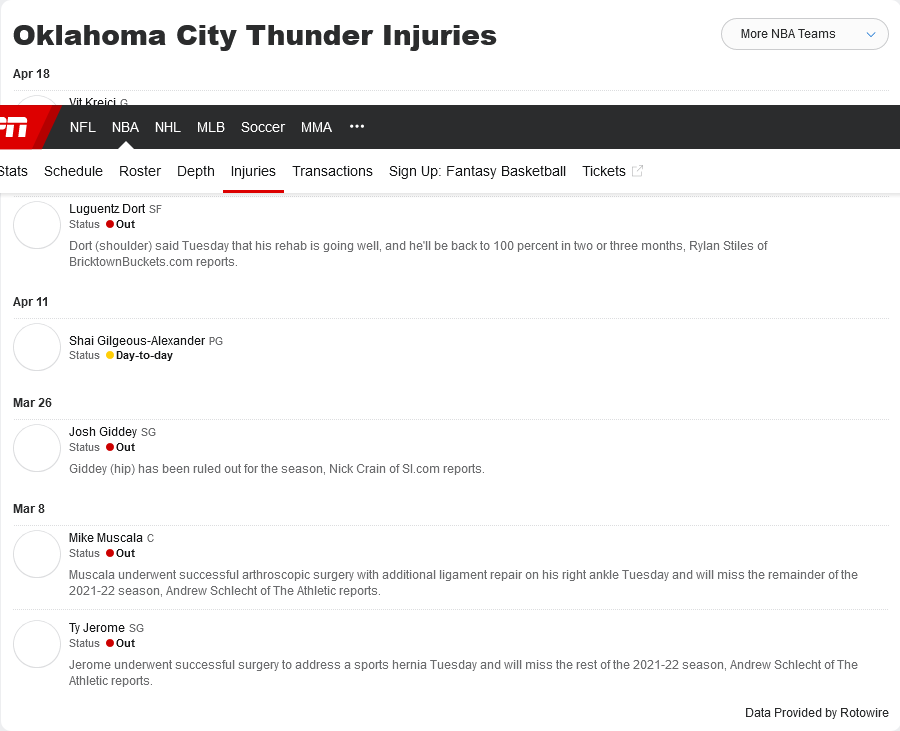 Oklahoma City Thunder Injuries
More NBA Teams
Apr 18
Vit Krejci G
NFL NBA NHL MLB Soccer MMA •••
Stats Schedule Roster Depth Injuries Transactions Sign Up: Fantasy Basketball Tickets
Luguentz Dort SF
Status Out
Dort (shoulder) said Tuesday that his rehab is going well, and he'll be back to 100 percent in two or three months, Rylan Stiles of
BricktownBuckets.com reports.
Apr 11
Shai Gilgeous-Alexander PG
Status Day-to-day
Mar 26
Josh Giddey SG
Status Out
Giddey (hip) has been ruled out for the season, Nick Crain of SI.com reports.
Mar 8
Mike Muscala C
Status Out
Muscala underwent successful arthroscopic surgery with additional ligament repair on his right ankle Tuesday and will miss the remainder of the
2021-22 season, Andrew Schlecht of The Athletic reports.
Ty Jerome SG
Status Out
Jerome underwent successful surgery to address a sports hernia Tuesday and will miss the rest of the 2021-22 season, Andrew Schlecht of The
Athletic reports.
Data Provided by Rotowire